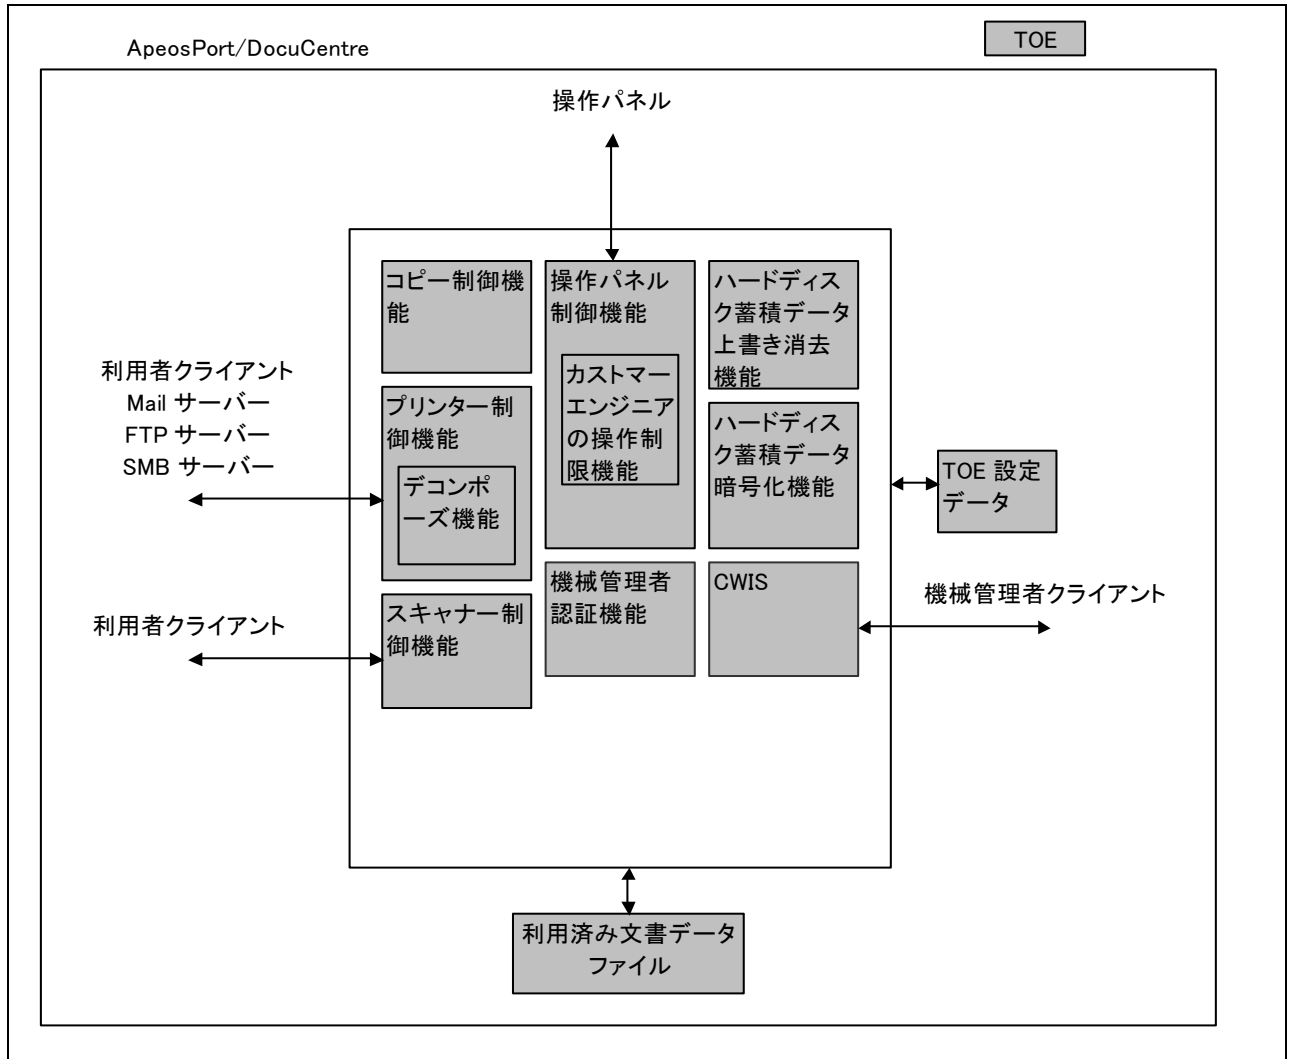 ApeosPort/DocuCentre
TOE
操作パネル
コピー制御機
能
操作パネル
制御機能
カストマー
エンジニア
の操作制
限機能
ハードディス
ク蓄積データ
上書き消去
機能
利用者クライアント
Mail サーバー
FTP サーバー
SMB サーバー
プリンター制
御機能
デコンポ
ーズ機能
ハードディス
ク蓄積データ
暗号化機能
TOE 設定
データ
利用者クライアント
スキャナー制
御機能
機械管理者
認証機能
CWIS
機械管理者クライアント
利用済み文書データ
ファイル